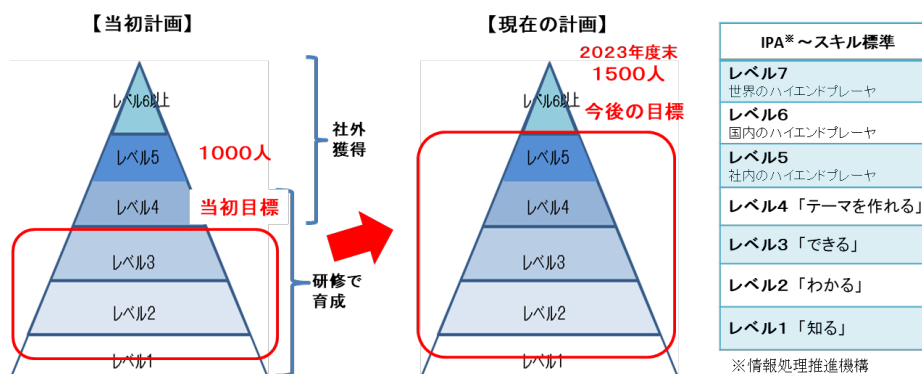 【当初計画】
レベル6以上
レベル5
レベル4
レベル3
レベル2
レベル1
1000人
当初目標
社外
獲得
研修で
育成
【現在の計画】
2023年度末
1500人
今後の目標
レベル6以上
レベル5
レベル4
レベル3
レベル2
レベル1
IPA※～スキル標準
レベル7
世界のハイエンドプレーヤ
レベル6
国内のハイエンドプレーヤ
レベル5
社内のハイエンドプレーヤ
レベル4「テーマを作れる」
レベル3「できる」
レベル2「わかる」
レベル1「知る」
※情報処理推進機構